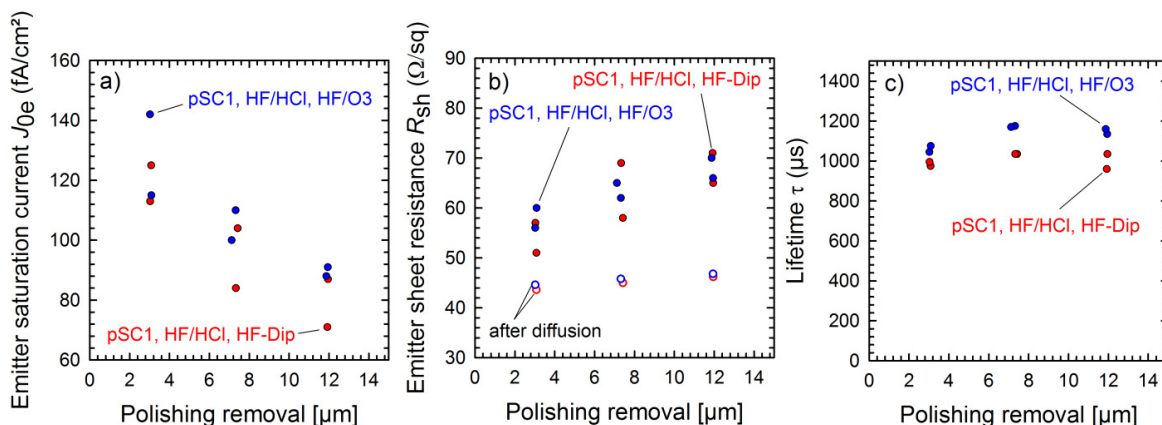 a)
Emitter saturation current J0e (fA/cm²)
160
140
120
100
80
60
pSC1, HF/HCl, HF/O3
pSC1, HF/HCl, HF-Dip
0 2 4 6 8 10 12 14
Polishing removal [µm]
b)
Emitter sheet resistance Rsh (Ω/sq)
90
80
70
60
50
40
30
pSC1, HF/HCl, HF-Dip
pSC1, HF/HCl, HF/O3
after diffusion
0 2 4 6 8 10 12 14
Polishing removal [µm]
c)
Lifetime τ (µs)
1400
1200
1000
800
600
400
200
0
pSC1, HF/HCl, HF/O3
pSC1, HF/HCl, HF-Dip
0 2 4 6 8 10 12 14
Polishing removal [µm]